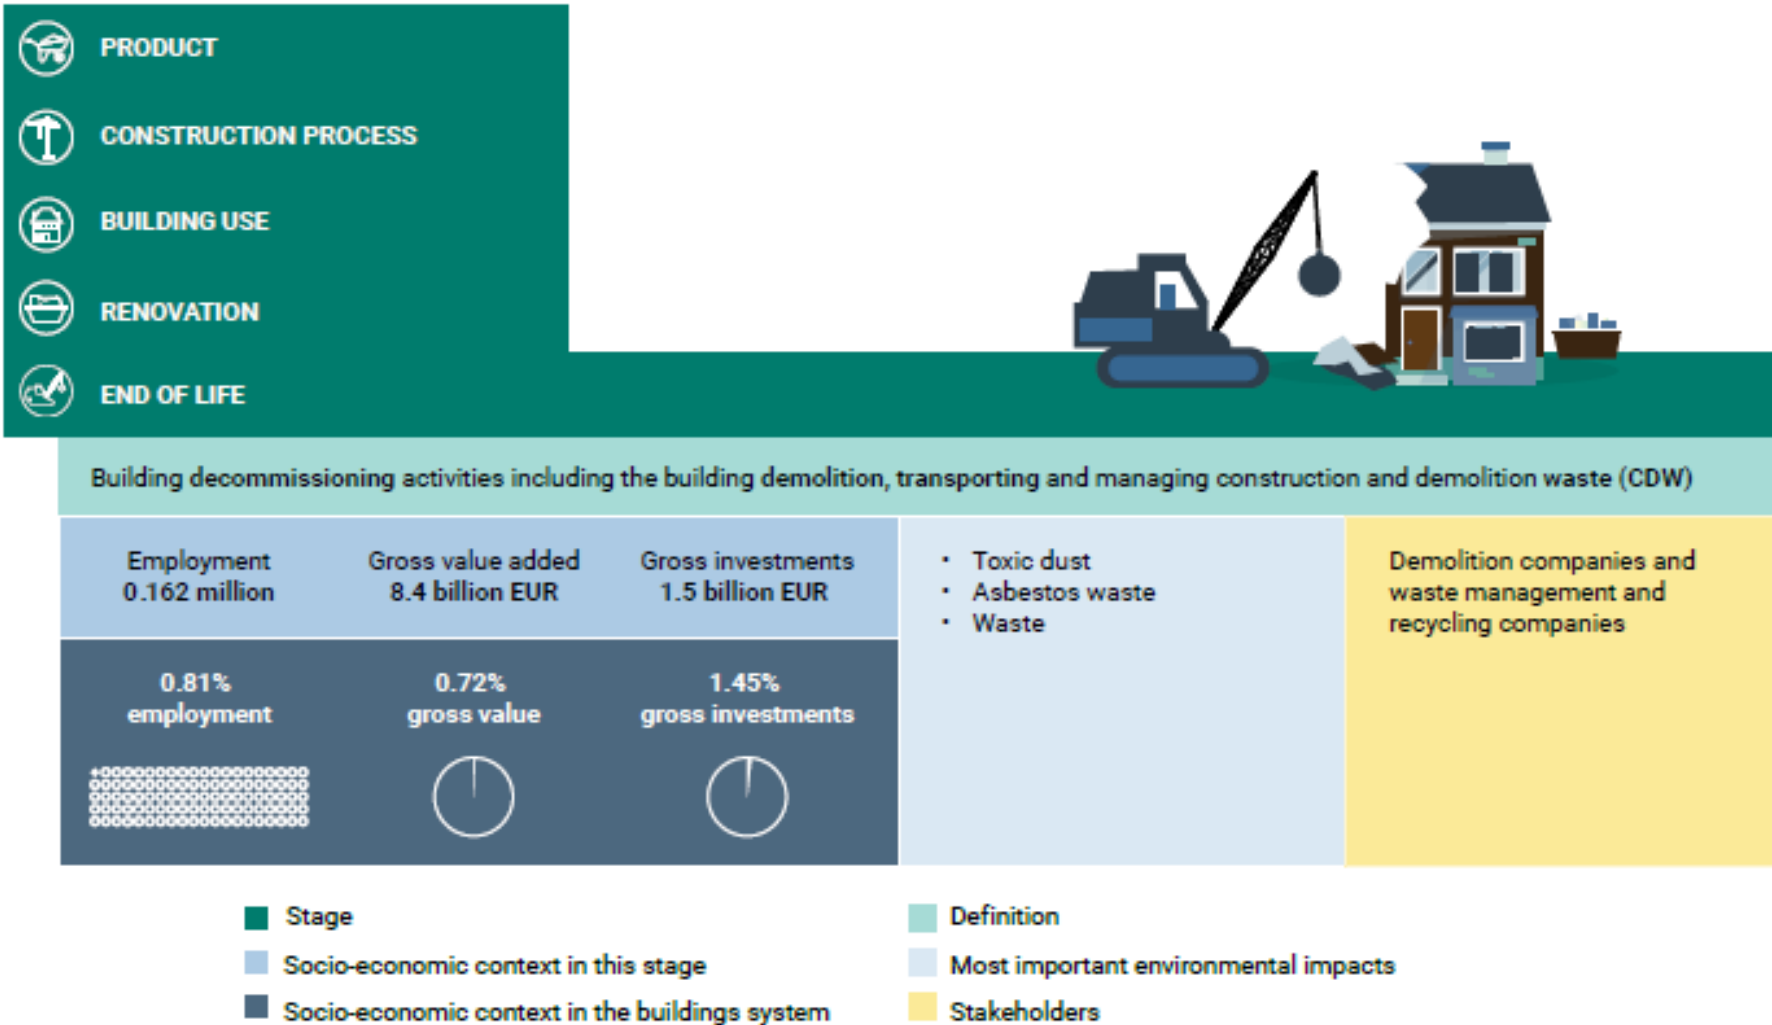 PRODUCT
CONSTRUCTION PROCESS
BUILDING USE
RENOVATION
END OF LIFE
Building decommissioning activities including the building demolition, transporting and managing construction and demolition waste (CDW)
Employment
0.162 million
Gross value added
8.4 billion EUR
Gross investments
1.5 billion EUR
• Toxic dust
• Asbestos waste
• Waste
Demolition companies and
waste management and
recycling companies
0.81%
employment
0.72%
gross value
1.45%
gross investments
Stage
Socio-economic context in this stage
Socio-economic context in the buildings system
Definition
Most important environmental impacts
Stakeholders